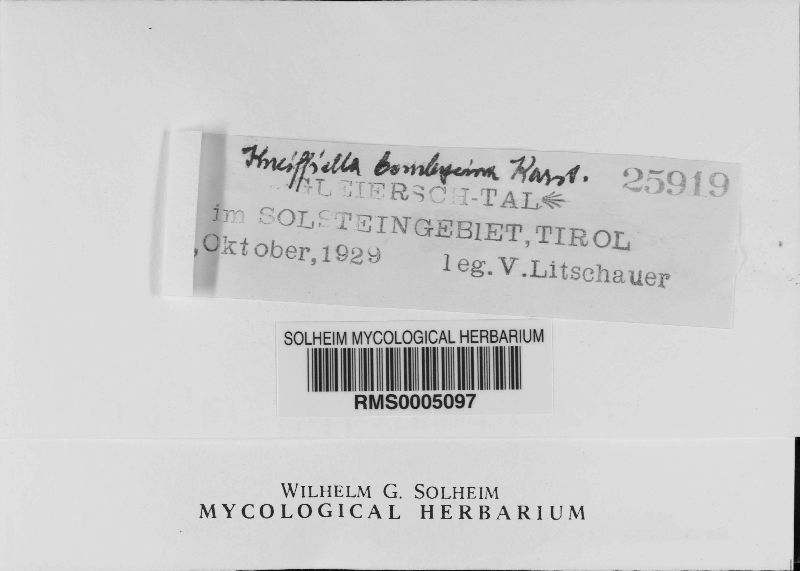 Kneiffiella bombycina Karst. 25919
GLEIERSCH-TAL
im SOLSTEINGEBIET, TIROL
,Oktober, 1929 leg. V. Litschauer
SOLHEIM MYCOLOGICAL HERBARIUM
RMS0005097
WILHELM G. SOLHEIM
MYCOLOGICAL HERBARIUM